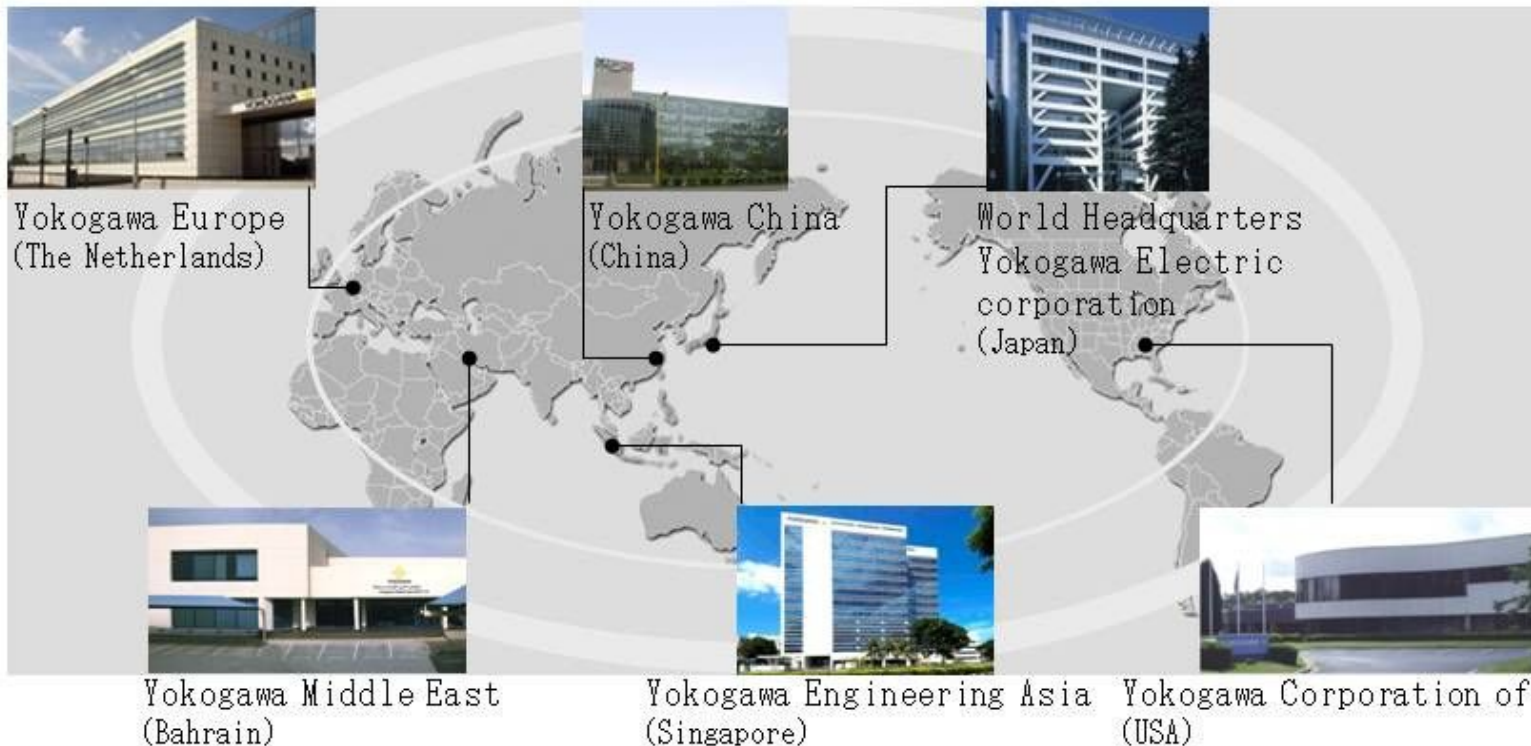 YOKOGAWA
Yokogawa Europe
(The Netherlands)
Yokogawa China
(China)
World Headquarters
Yokogawa Electric
corporation
(Japan)
Yokogawa Middle East
(Bahrain)
Yokogawa Engineering Asia
(Singapore)
Yokogawa Corporation of
(USA)